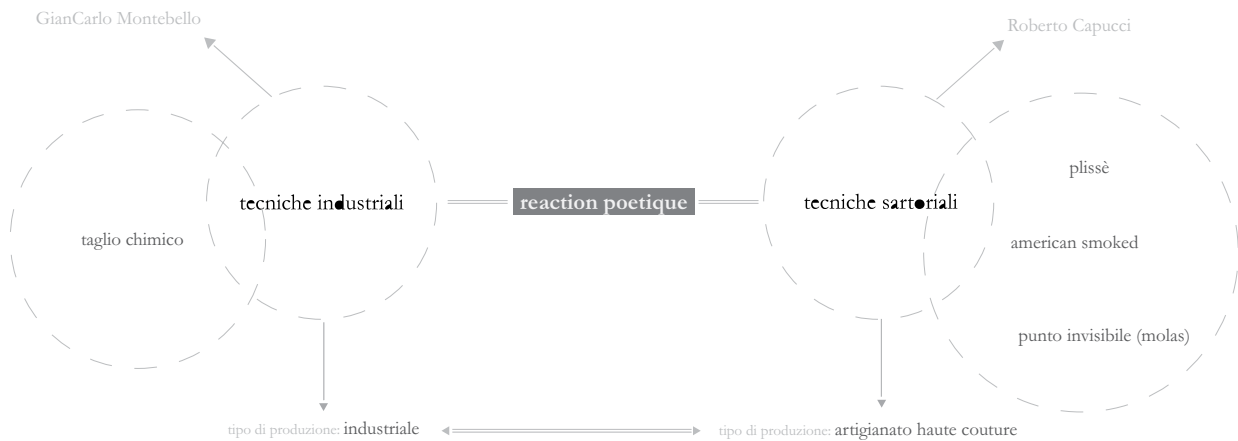 GianCarlo Montebello
Roberto Capucci
plissè
tecniche industriali
reaction poetique
tecniche sartoriali
taglio chimico
american smoked
punto invisibile (molas)
tipo di produzione: industriale
tipo di produzione: artigianato haute couture